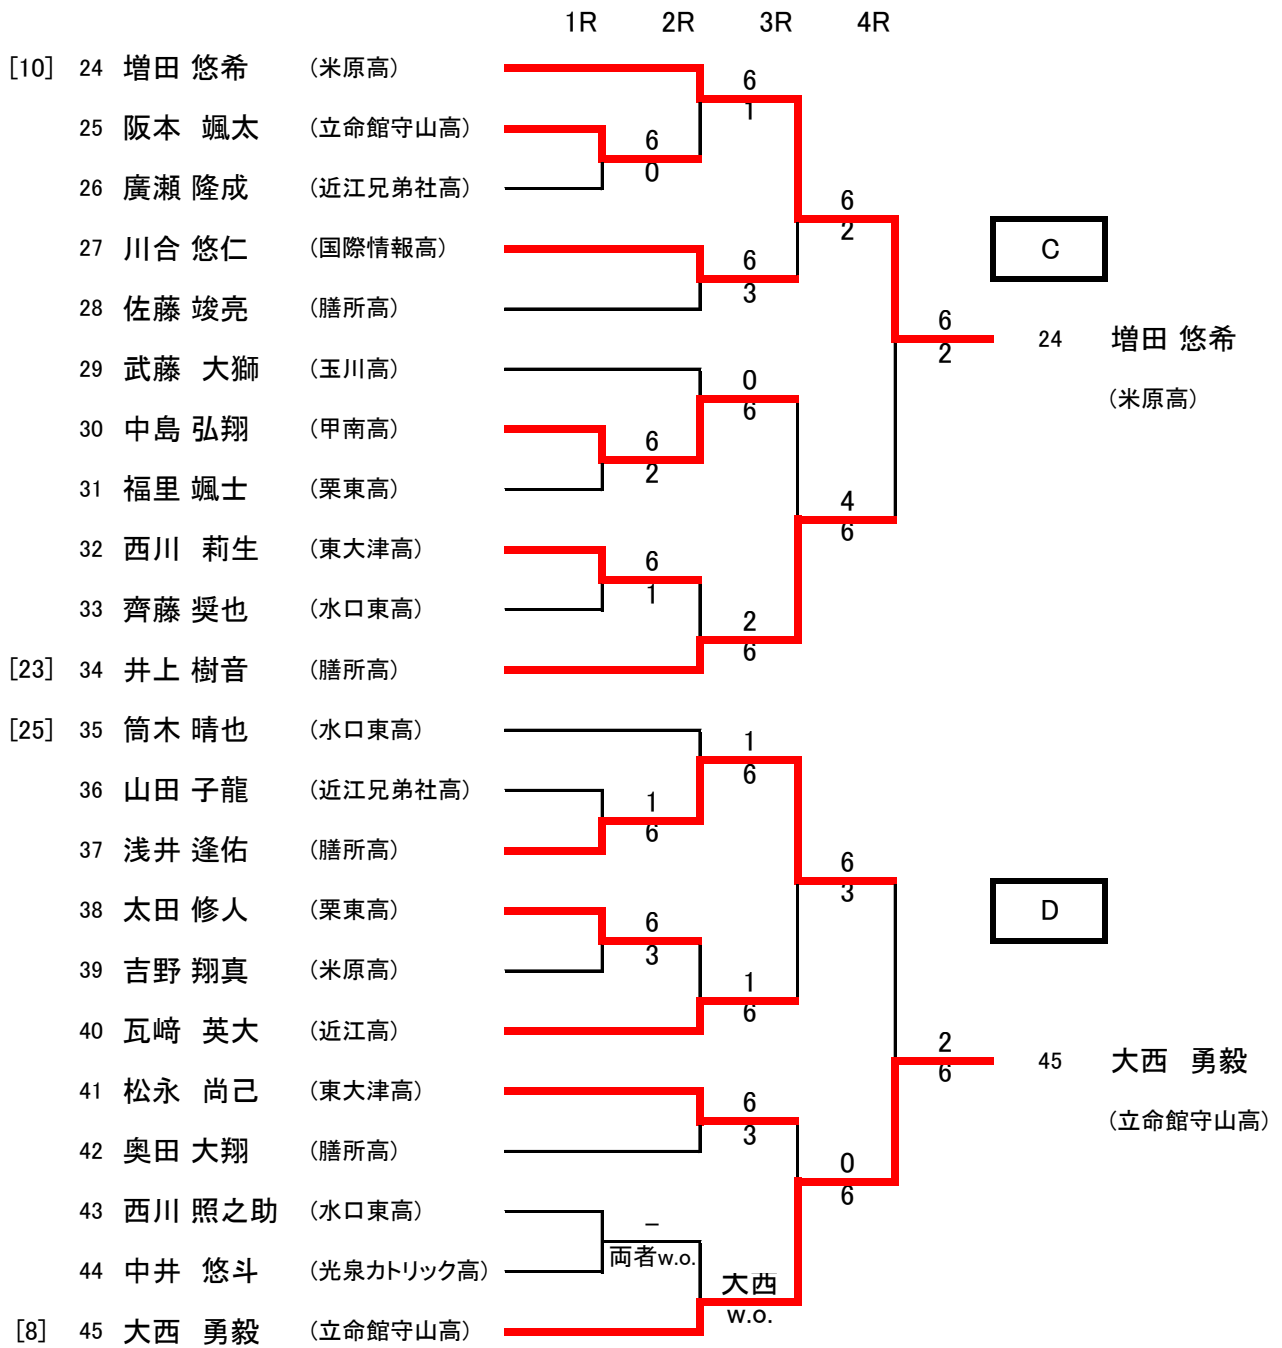 1R 2R 3R 4R
[10] 24 増田 悠希 (米原高)
6
1
25 阪本 颯太 (立命館守山高)
6
0
26 廣瀬 隆成 (近江兄弟社高)
6
2
27 川合 悠仁 (国際情報高)
6
3
C
28 佐藤 竣亮 (膳所高)
6
2
24 増田 悠希
(米原高)
29 武藤 大獅 (玉川高)
0
6
30 中島 弘翔 (甲南高)
6
2
31 福里 颯士 (栗東高)
4
6
32 西川 莉生 (東大津高)
6
1
33 齊藤 奨也 (水口東高)
2
6
[23] 34 井上 樹音 (膳所高)
[25] 35 筒木 晴也 (水口東高)
1
6
36 山田 子龍 (近江兄弟社高)
1
6
37 浅井 逢佑 (膳所高)
6
3
38 太田 修人 (栗東高)
6
3
D
39 吉野 翔真 (米原高)
1
6
40 瓦﨑 英大 (近江高)
2
6
45 大西 勇毅
(立命館守山高)
41 松永 尚己 (東大津高)
6
3
42 奥田 大翔 (膳所高)
0
6
43 西川 照之助 (水口東高)
-
両者w.o.
44 中井 悠斗 (光泉カトリック高)
大西
w.o.
[8] 45 大西 勇毅 (立命館守山高)